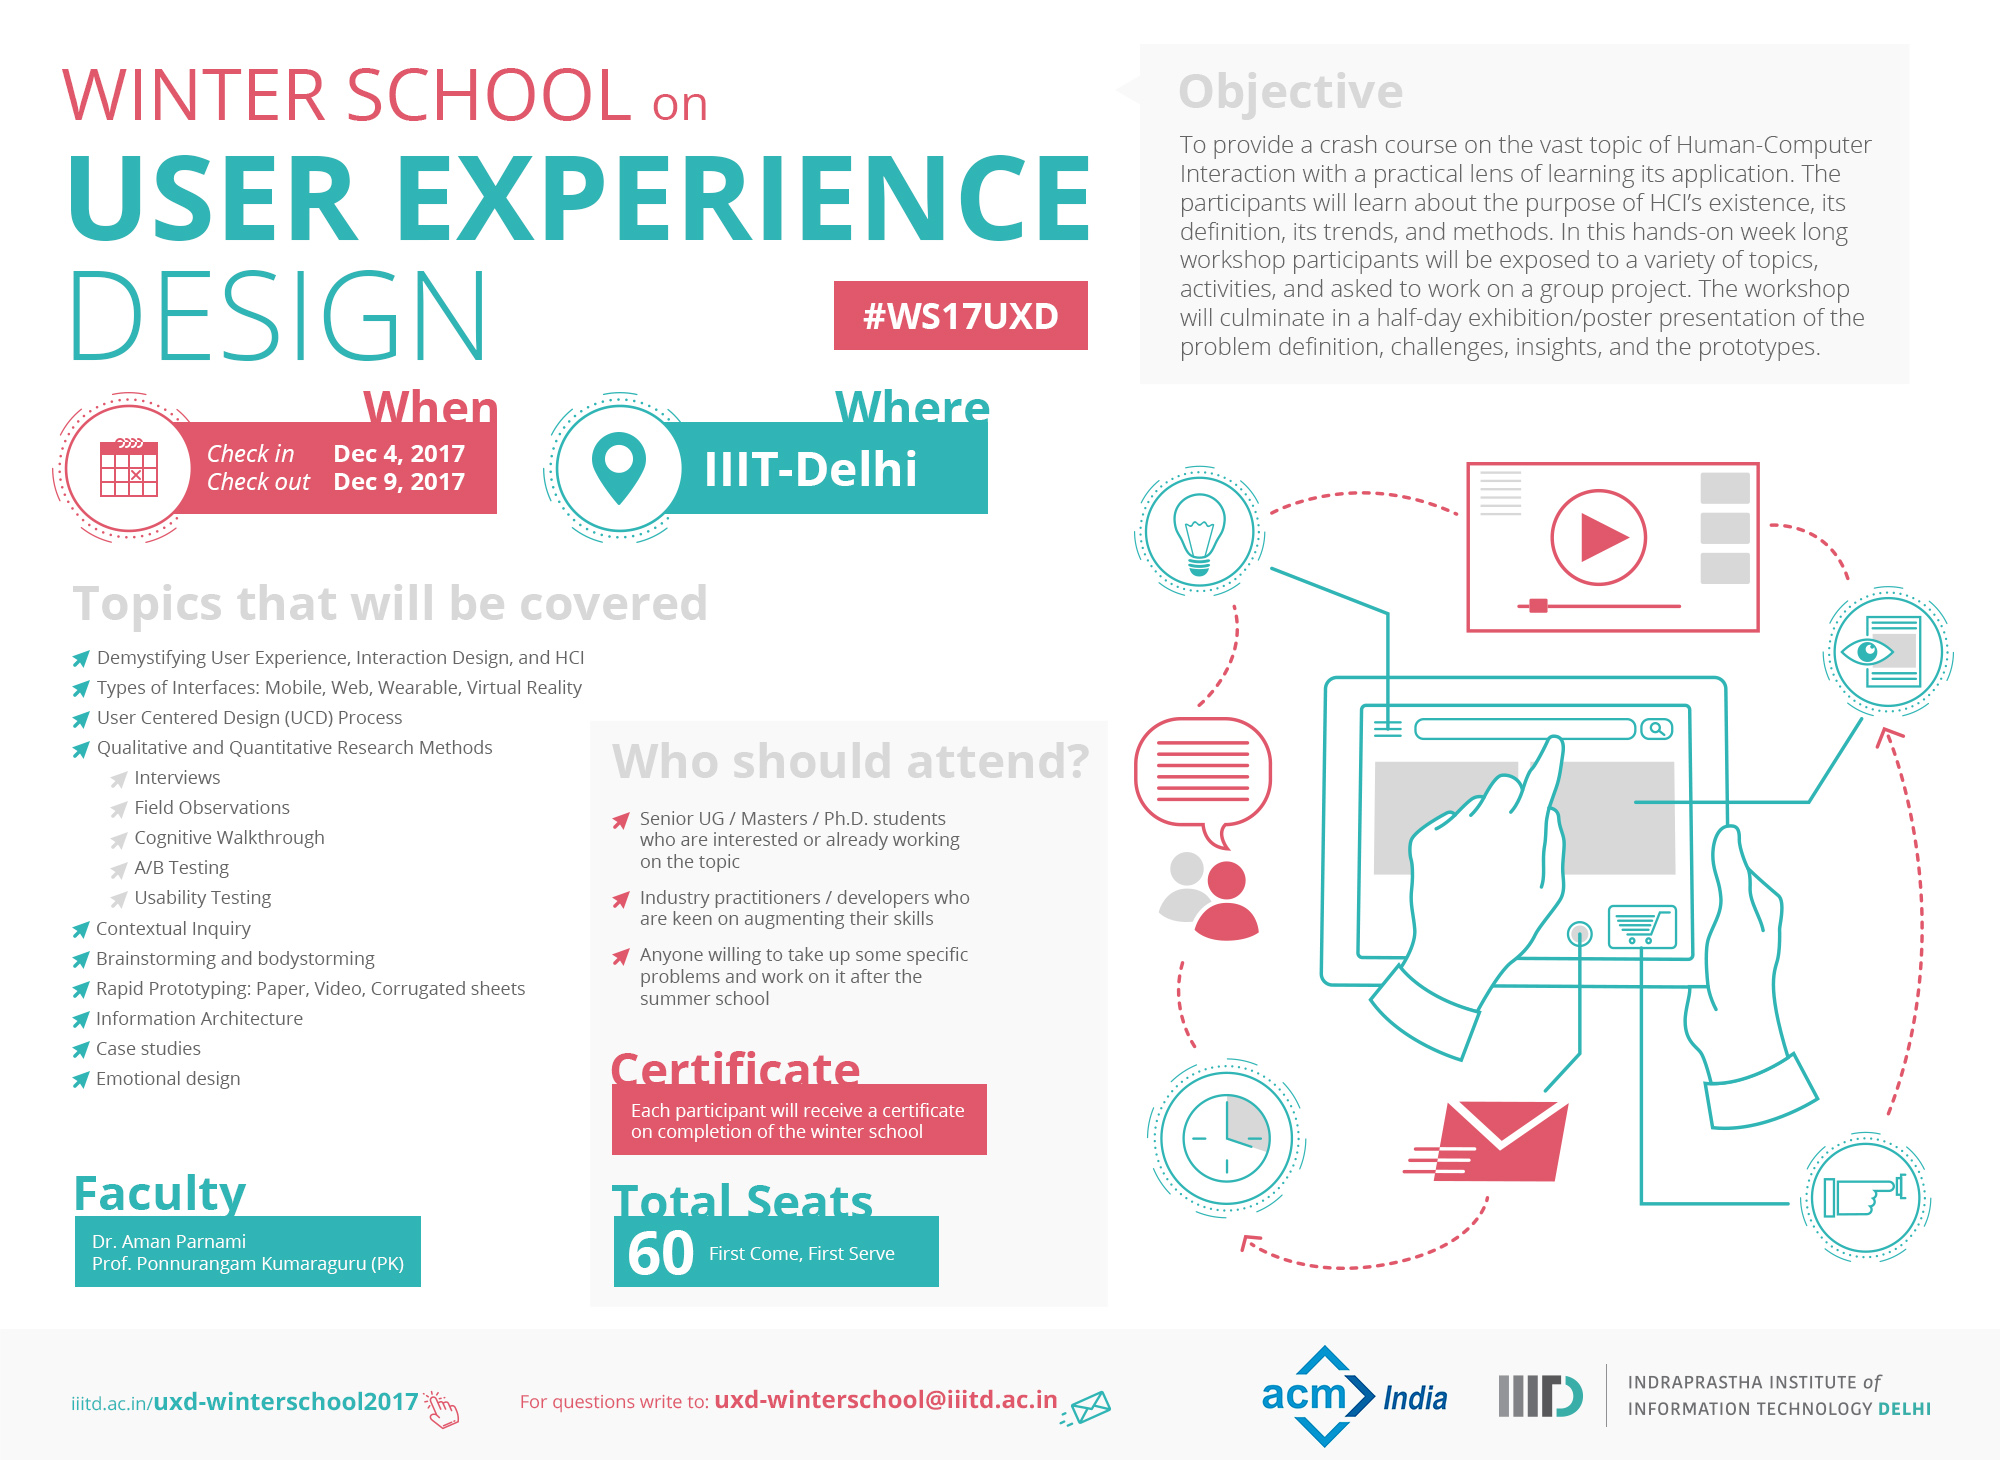 WINTER SCHOOL on
USER EXPERIENCE
DESIGN
#WS17UXD
Objective
To provide a crash course on the vast topic of Human-Computer
Interaction with a practical lens of learning its application. The
participants will learn about the purpose of HCI's existence, its
definition, its trends, and methods. In this hands-on week long
workshop participants will be exposed to a variety of topics,
activities, and asked to work on a group project. The workshop
will culminate in a half-day exhibition/poster presentation of the
problem definition, challenges, insights, and the prototypes.
When
Check in Dec 4, 2017
Check out Dec 9, 2017
Where
IIIT-Delhi
Topics that will be covered
Demystifying User Experience, Interaction Design, and HCI
Types of Interfaces: Mobile, Web, Wearable, Virtual Reality
User Centered Design (UCD) Process
Qualitative and Quantitative Research Methods
Interviews
Field Observations
Cognitive Walkthrough
A/B Testing
Usability Testing
Contextual Inquiry
Brainstorming and bodystorming
Rapid Prototyping: Paper, Video, Corrugated sheets
Information Architecture
Case studies
Emotional design
Faculty
Dr. Aman Parnami
Prof. Ponnurangam Kumaraguru (PK)
Who should attend?
Senior UG / Masters / Ph.D. students
who are interested or already working
on the topic
Industry practitioners / developers who
are keen on augmenting their skills
Anyone willing to take up some specific
problems and work on it after the
summer school
Certificate
Each participant will receive a certificate
on completion of the winter school
Total Seats
60 First Come, First Serve
iiitd.ac.in/uxd-winterschool2017
For questions write to: uxd-winterschool@iiitd.ac.in
acm India
IIITD
INDRAPRASTHA INSTITUTE of
INFORMATION TECHNOLOGY DELHI